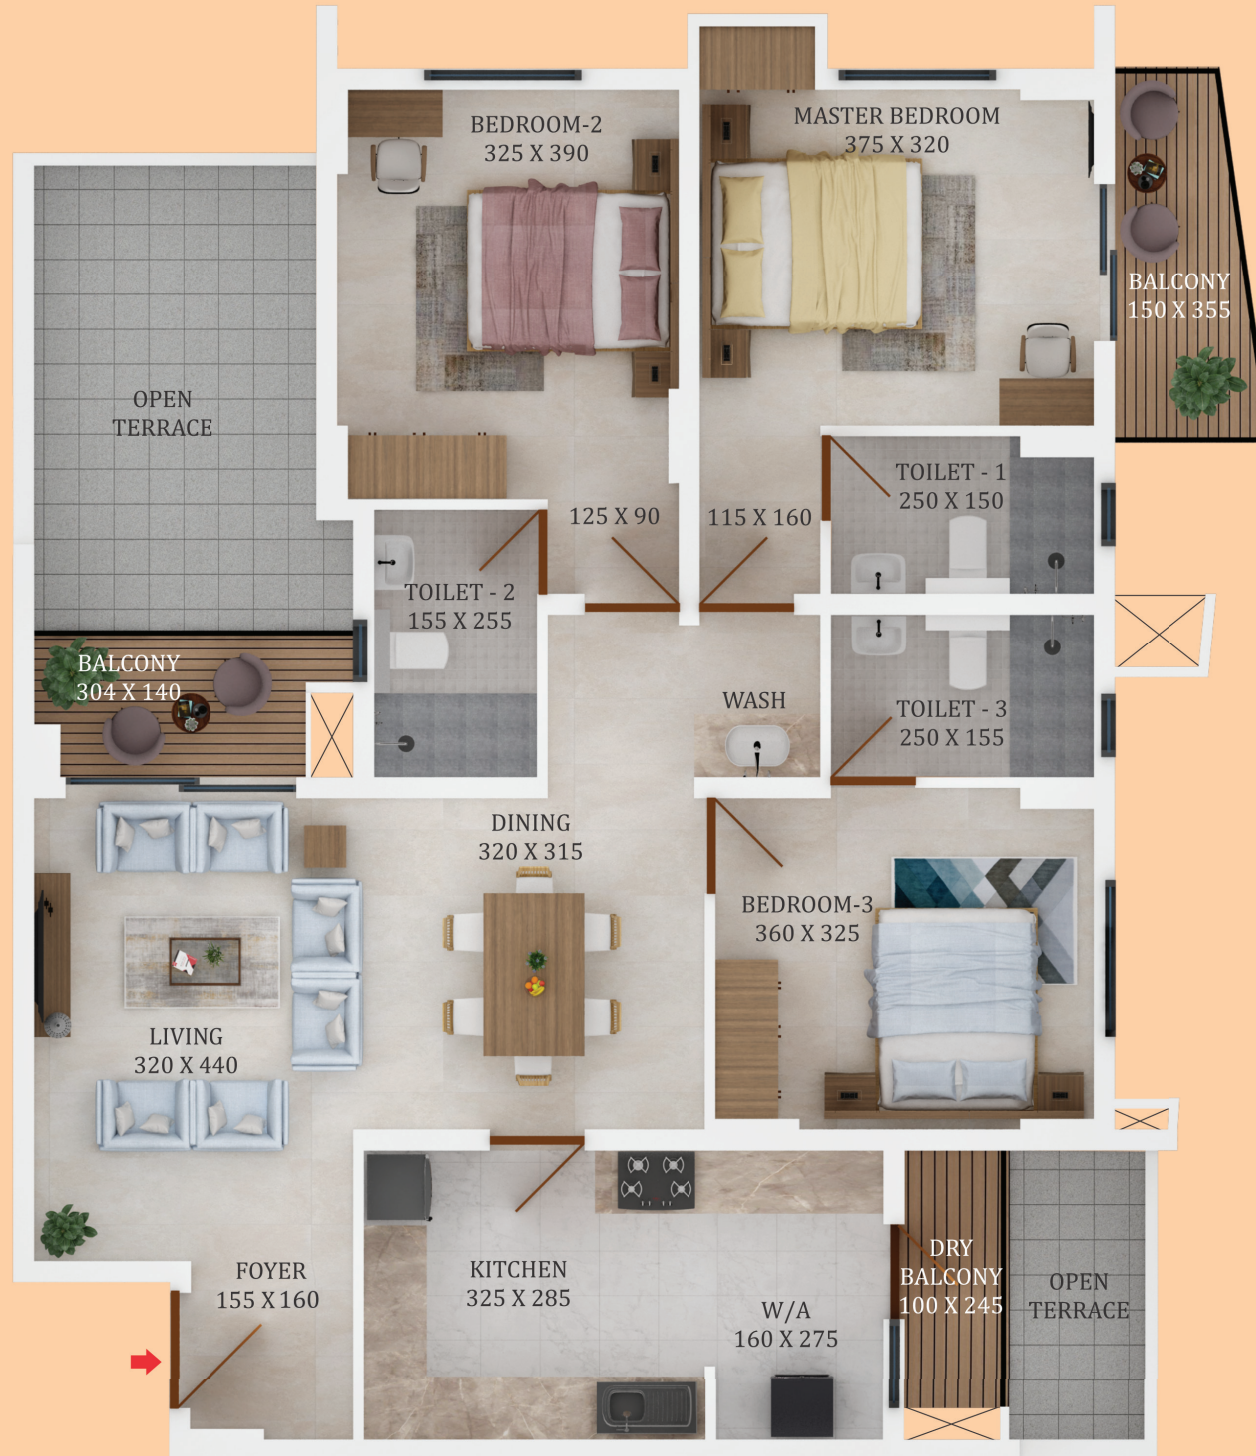 BEDROOM-2
325 X 390
MASTER BEDROOM
375 X 320
BALCONY
150 X 355
OPEN
TERRACE
TOILET - 1
250 X 150
125 X 90
115 X 160
TOILET - 2
155 X 255
BALCONY
304 X 140
WASH
TOILET - 3
250 X 155
DINING
320 X 315
BEDROOM-3
360 X 325
LIVING
320 X 440
FOYER
155 X 160
KITCHEN
325 X 285
W/A
160 X 275
DRY
BALCONY
100 X 245
OPEN
TERRACE